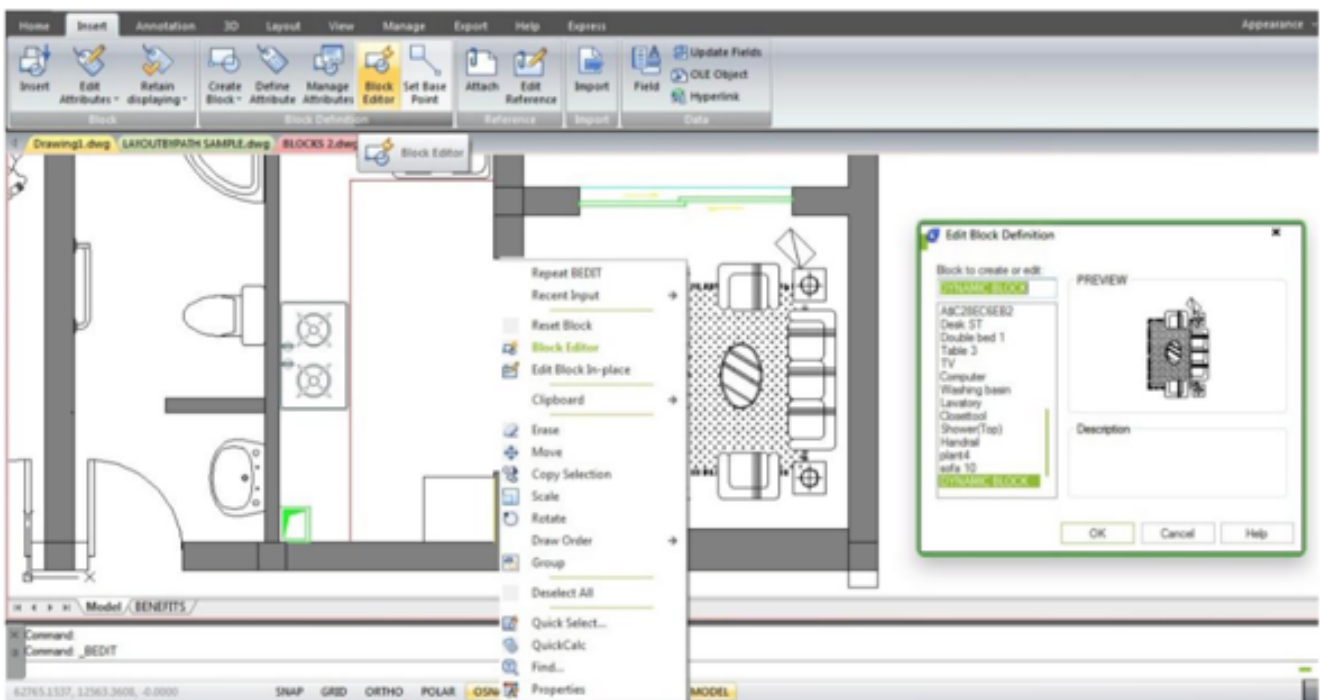 Home Insert Annotation 3D Layout View Manage Export Help Express Appearance
Insert Edit Attributes Retain displaying Create Block Define Attribute Manage Attributes Block Editor Set Base Point Attach Edit Reference Import Field
Update Fields
OLE Object
Hyperlink
Block Block Definition Reference Import Data
Drawing1.dwg LAYOUTBYPATH SAMPLE.dwg BLOCKS 2.dwg
Block Editor
Repeat BEDIT
Recent Input
Reset Block
Block Editor
Edit Block In-place
Clipboard
Erase
Move
Copy Selection
Scale
Rotate
Draw Order
Group
Deselect All
Quick Select...
QuickCalc
Find...
Properties
Edit Block Definition
Block to create or edit:
DYNAMIC BLOCK
Desk ST
Double bed 1
Table 3
TV
Computer
Washing basin
Lavatory
Closettool
Shower(Top)
Handrail
plant4
sofa 10
DYNAMIC BLOCK
PREVIEW
Description
OK Cancel Help
Model BENEFITS
Command:
Command: _BEDIT
62765.1537, 12563.3608, -0.0000 SNAP GRID ORTHO POLAR MODEL